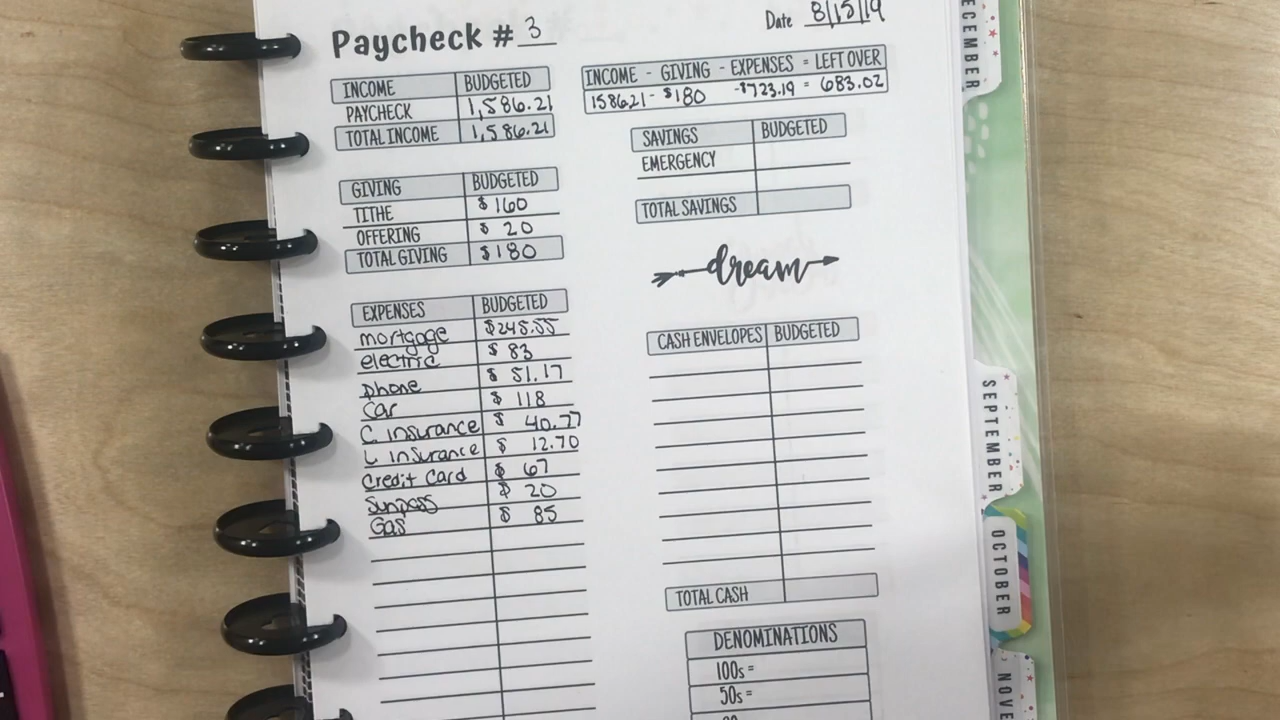 Paycheck # 3
Date 8/15/19
INCOME BUDGETED
PAYCHECK 1,586.21
TOTAL INCOME 1,586.21
GIVING BUDGETED
TITHE $160
OFFERING $ 20
TOTAL GIVING $180
EXPENSES BUDGETED
mortgage $245.55
electric $ 83
phone $ 51.17
Car $ 118
C. insurance $ 40.77
L insurance $ 12.70
Credit Card $ 67
Sunpass $ 20
Gas $ 85
INCOME - GIVING - EXPENSES = LEFT OVER
1586.21 - $180 -$723.19 = 683.02
SAVINGS BUDGETED
EMERGENCY
TOTAL SAVINGS
dream
CASH ENVELOPES BUDGETED
TOTAL CASH
DENOMINATIONS
100s =
50s =
ECEMBER
SEPTEMBER
OCTOBER
NOVE